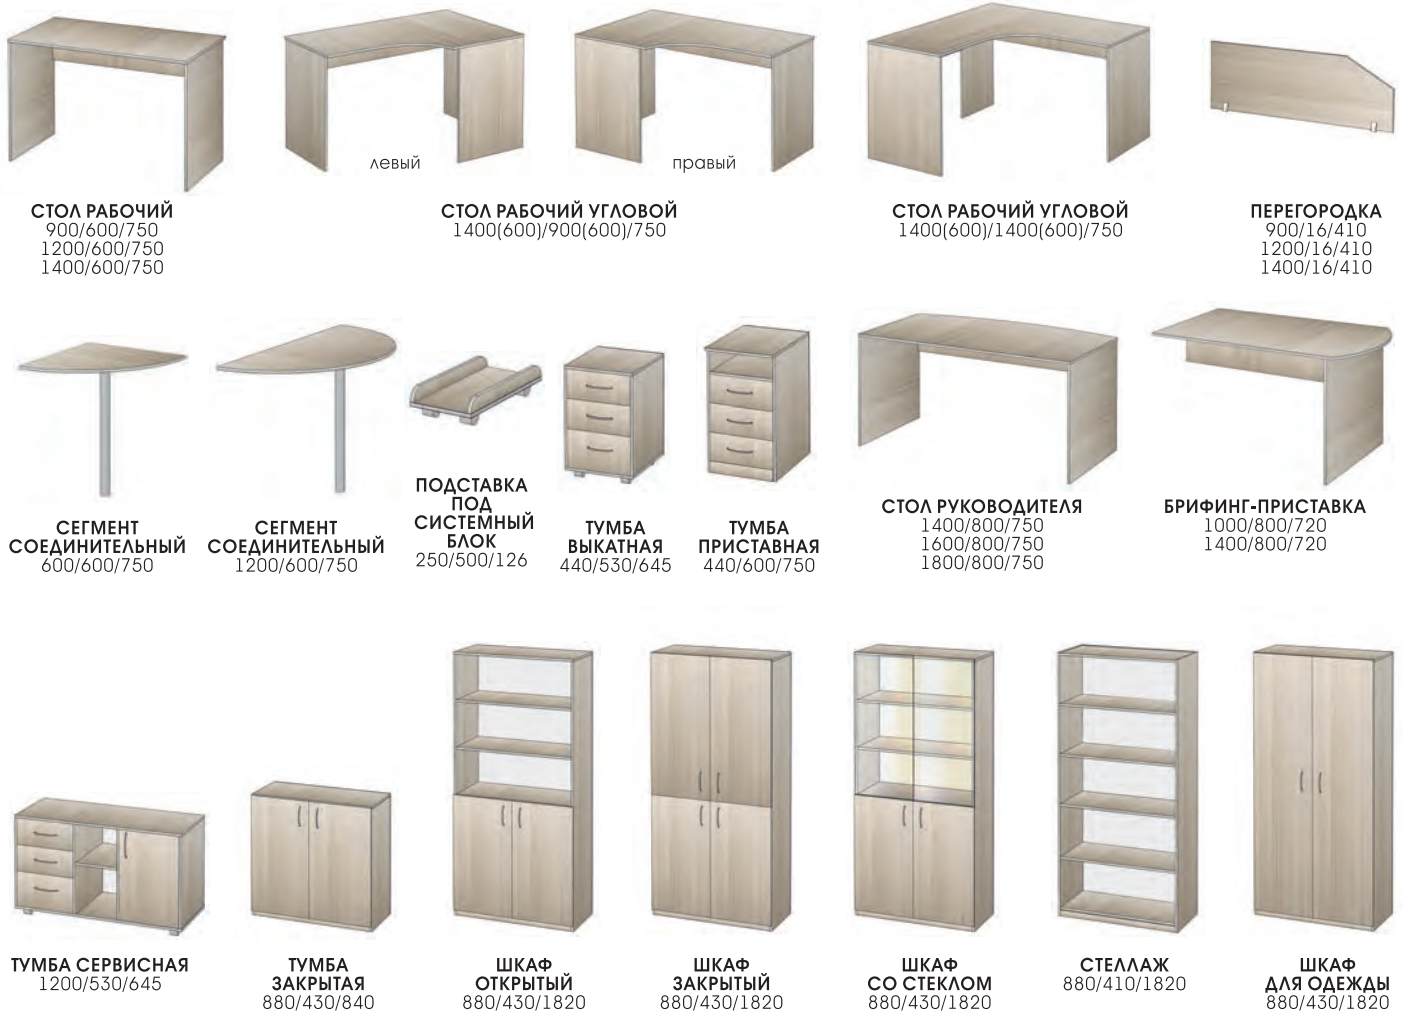 левый
правый
СТОЛ РАБОЧИЙ
900/600/750
1200/600/750
1400/600/750
СТОЛ РАБОЧИЙ УГЛОВОЙ
1400(600)/900(600)/750
СТОЛ РАБОЧИЙ УГЛОВОЙ
1400(600)/1400(600)/750
ПЕРЕГОРОДКА
900/16/410
1200/16/410
1400/16/410
СЕГМЕНТ
СОЕДИНИТЕЛЬНЫЙ
600/600/750
СЕГМЕНТ
СОЕДИНИТЕЛЬНЫЙ
1200/600/750
ПОДСТАВКА
ПОД
СИСТЕМНЫЙ
БЛОК
250/500/126
ТУМБА
ВЫКАТНАЯ
440/530/645
ТУМБА
ПРИСТАВНАЯ
440/600/750
СТОЛ РУКОВОДИТЕЛЯ
1400/800/750
1600/800/750
1800/800/750
БРИФИНГ-ПРИСТАВКА
1000/800/720
1400/800/720
ТУМБА СЕРВИСНАЯ
1200/530/645
ТУМБА
ЗАКРЫТАЯ
880/430/840
ШКАФ
ОТКРЫТЫЙ
880/430/1820
ШКАФ
ЗАКРЫТЫЙ
880/430/1820
ШКАФ
СО СТЕКЛОМ
880/430/1820
СТЕЛЛАЖ
880/410/1820
ШКАФ
ДЛЯ ОДЕЖДЫ
880/430/1820